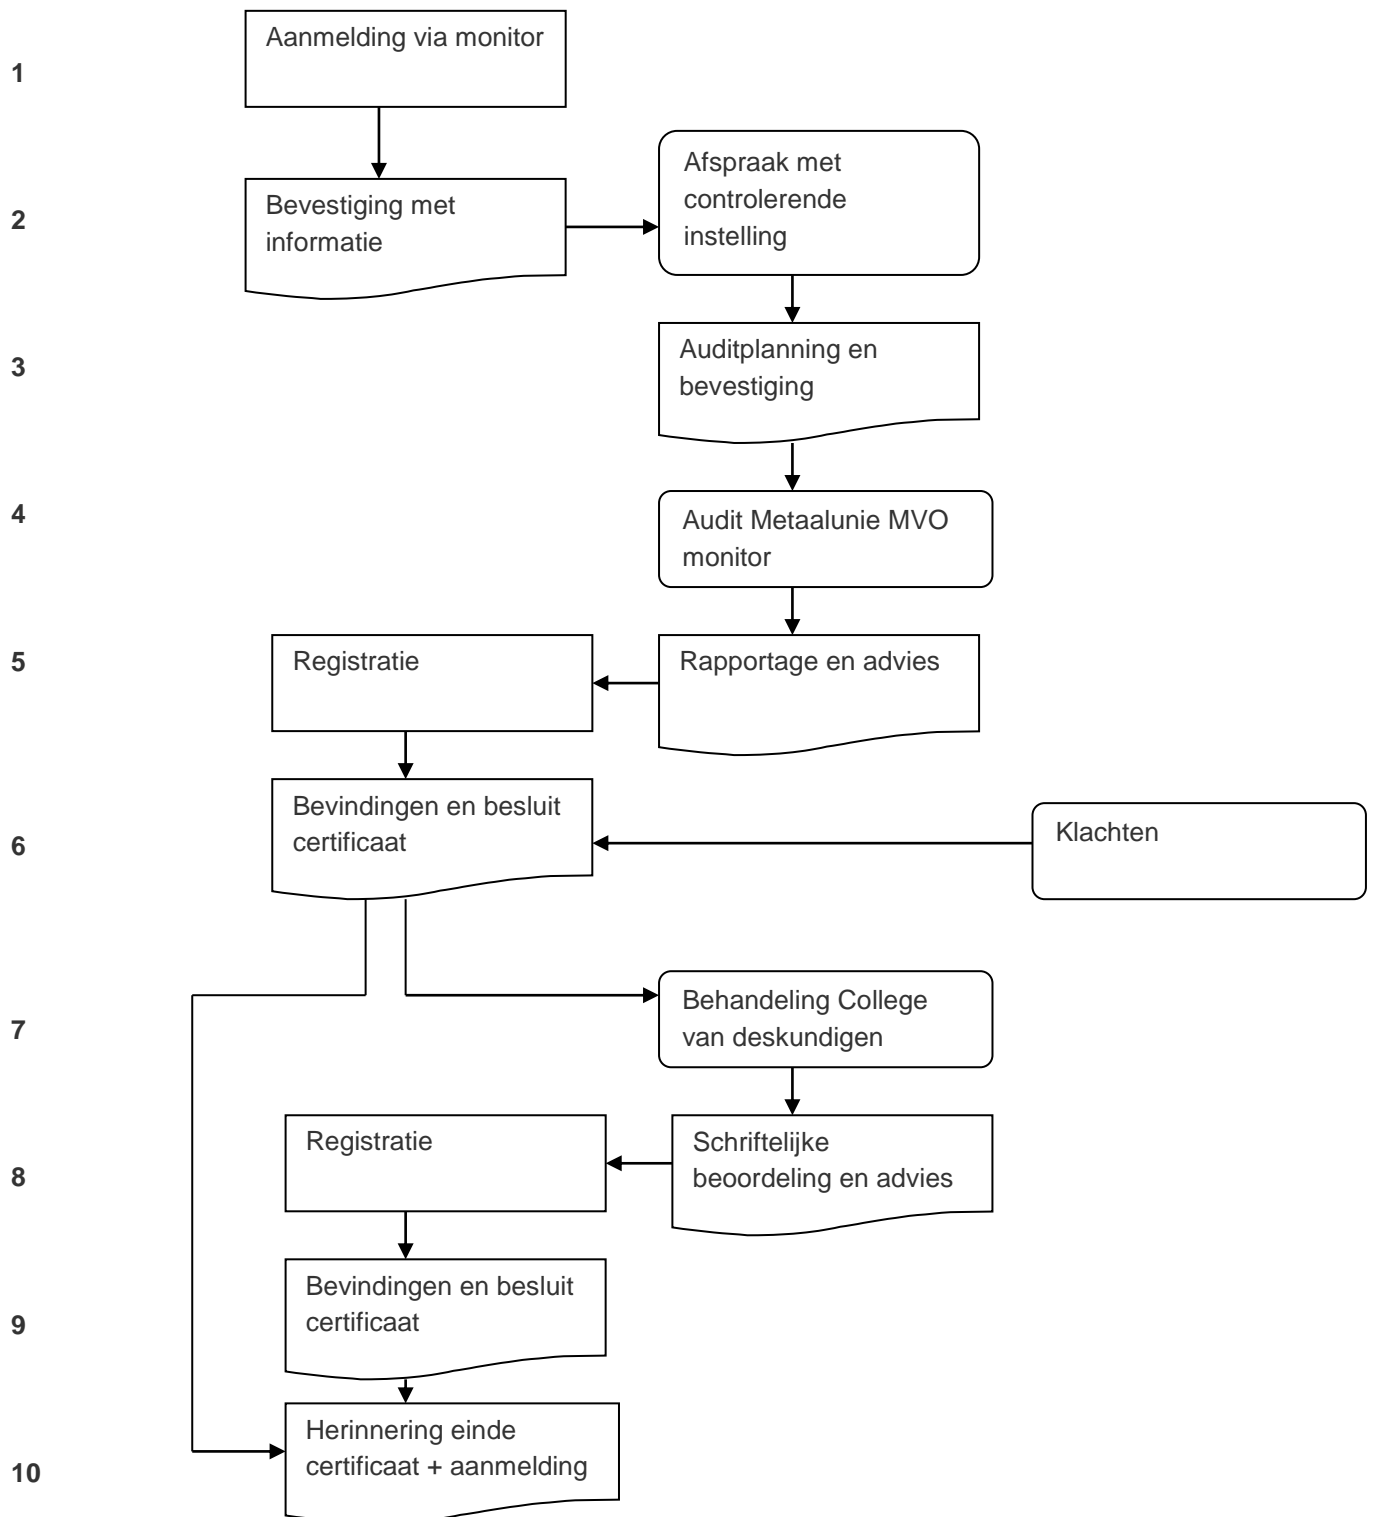 Aanmelding via monitor
1
Afspraak met
controlerende
instelling
Bevestiging met
informatie
2
Auditplanning en
bevestiging
3
Audit Metaalunie MVO
monitor
4
Registratie
Rapportage en advies
5
Bevindingen en besluit
certificaat
Klachten
6
Behandeling College
van deskundigen
7
Registratie
Schriftelijke
beoordeling en advies
8
Bevindingen en besluit
certificaat
9
Herinnering einde
certificaat + aanmelding
10